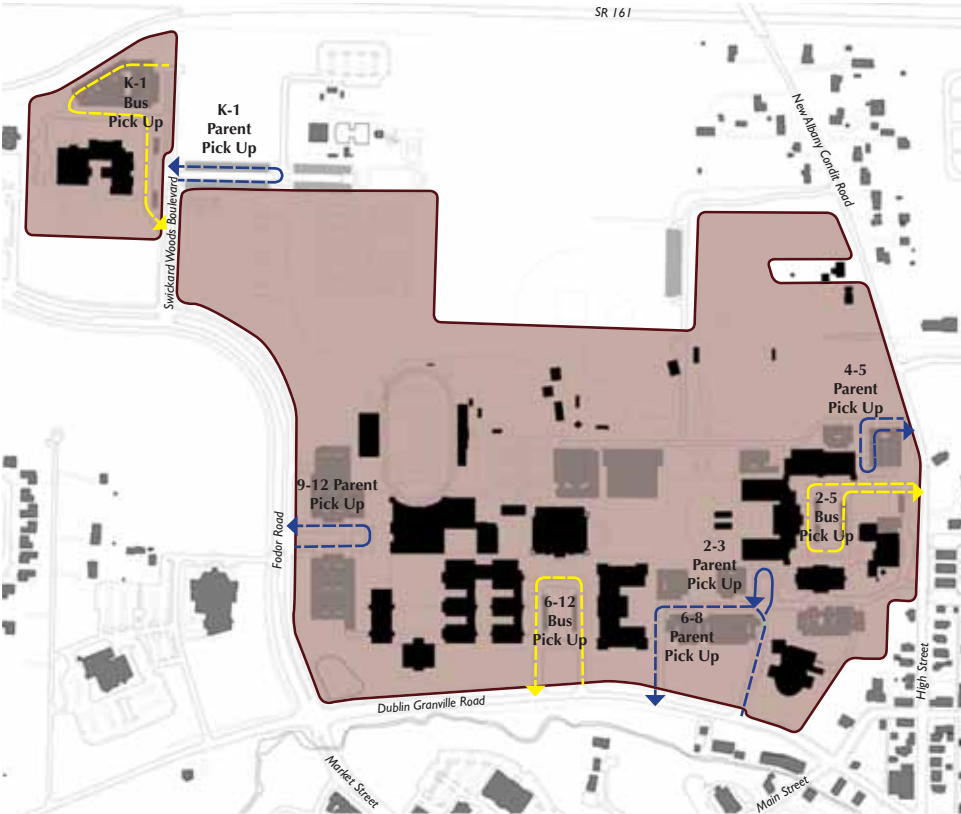 SR 161
K-1
Bus
Pick Up
K-1
Parent
Pick Up
New Albany Condit Road
Swickard Woods Boulevard
4-5
Parent
Pick Up
9-12 Parent
Pick Up
2-5
Bus
Pick Up
Fodor Road
2-3
Parent
Pick Up
6-12
Bus
Pick Up
6-8
Parent
Pick Up
High Street
Dublin Granville Road
Market Street
Main Street